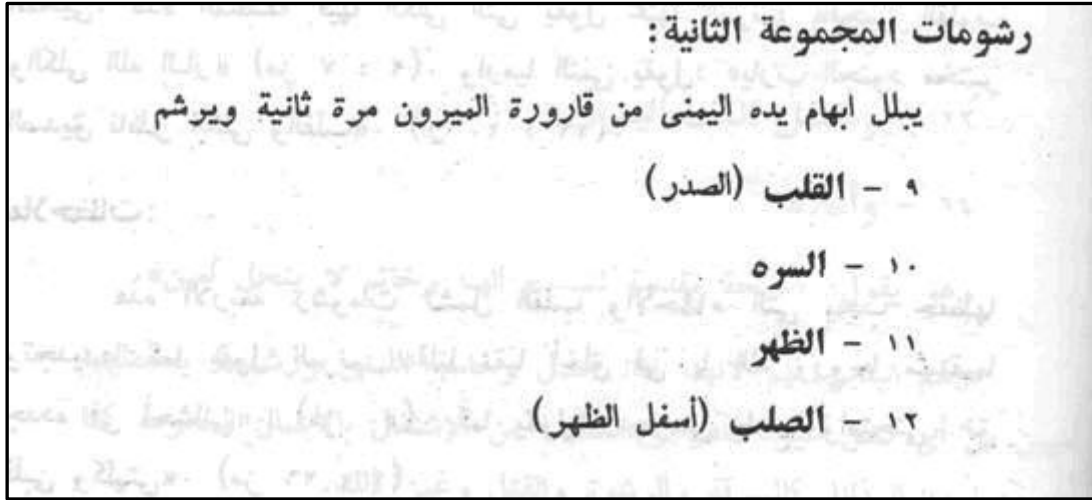 رشومات المجموعة الثانية:
يبلل ابهام يده اليمنى من قارورة الميرون مرة ثانية ويرشم
٩ - القلب (الصدر)
١٠ - السره
١١ - الظهر
١٢ - الصلب (أسفل الظهر)